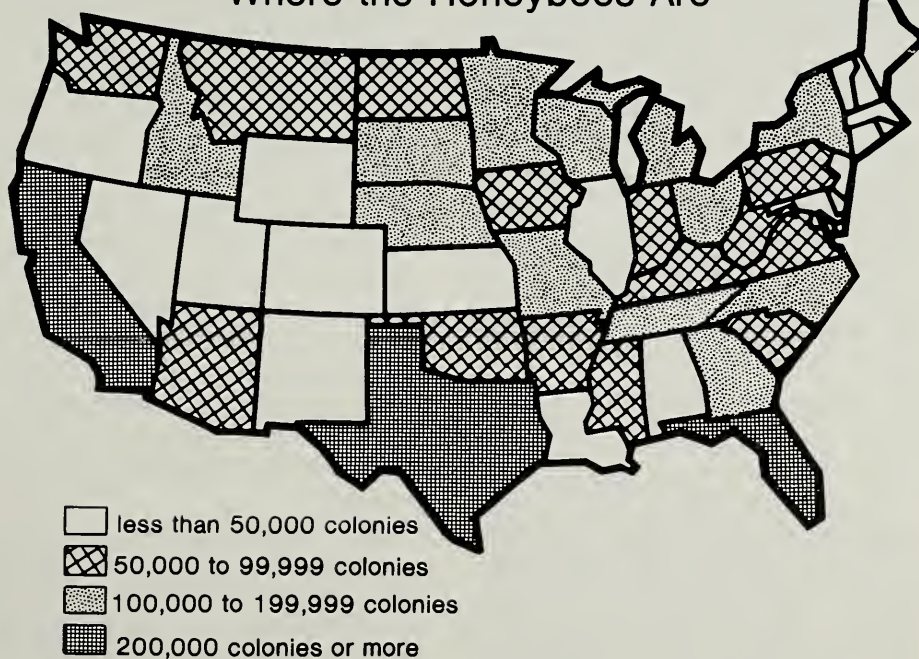 Where the Honeybees Are
less than 50,000 colonies
50,000 to 99,999 colonies
100,000 to 199,999 colonies
200,000 colonies or more